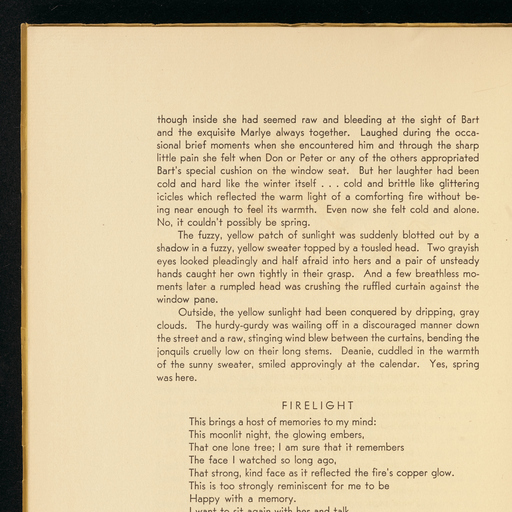 though inside she had seemed raw and bleeding at the sight of Bart
and the exquisite Marlye always together. Laughed during the occa-
sional brief moments when she encountered him and through the sharp
little pain she felt when Don or Peter or any of the others appropriated
Bart's special cushion on the window seat. But her laughter had been
cold and hard like the winter itself . . . cold and brittle like glittering
icicles which reflected the warm light of a comforting fire without be-
ing near enough to feel its warmth. Even now she felt cold and alone.
No, it couldn't possibly be spring.
The fuzzy, yellow patch of sunlight was suddenly blotted out by a
shadow in a fuzzy, yellow sweater topped by a tousled head. Two grayish
eyes looked pleadingly and half afraid into hers and a pair of unsteady
hands caught her own tightly in their grasp. And a few breathless mo-
ments later a rumpled head was crushing the ruffled curtain against the
window pane.
Outside, the yellow sunlight had been conquered by dripping, gray
clouds. The hurdy-gurdy was wailing off in a discouraged manner down
the street and a raw, stinging wind blew between the curtains, bending the
jonquils cruelly low on their long stems. Deanie, cuddled in the warmth
of the sunny sweater, smiled approvingly at the calendar. Yes, spring
was here.
FIRELIGHT
This brings a host of memories to my mind:
This moonlit night, the glowing embers,
That one lone tree; I am sure that it remembers
The face I watched so long ago,
That strong, kind face as it reflected the fire's copper glow.
This is too strongly reminiscent for me to be
Happy with a memory.
I want to sit again with her and talk